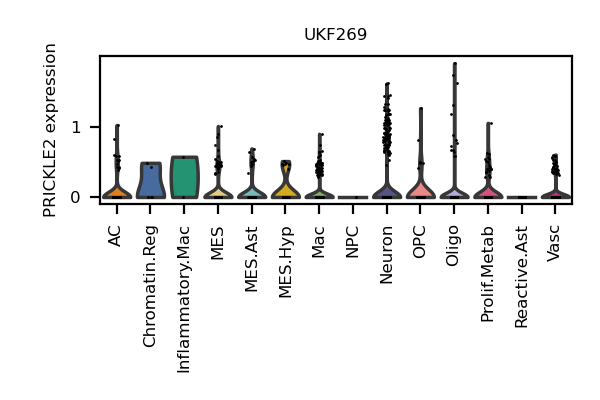 UKF269
PRICKLE2 expression
1
0
AC
Chromatin.Reg
Inflammatory.Mac
MES
MES.Ast
MES.Hyp
Mac
NPC
Neuron
OPC
Oligo
Prolif.Metab
Reactive.Ast
Vasc